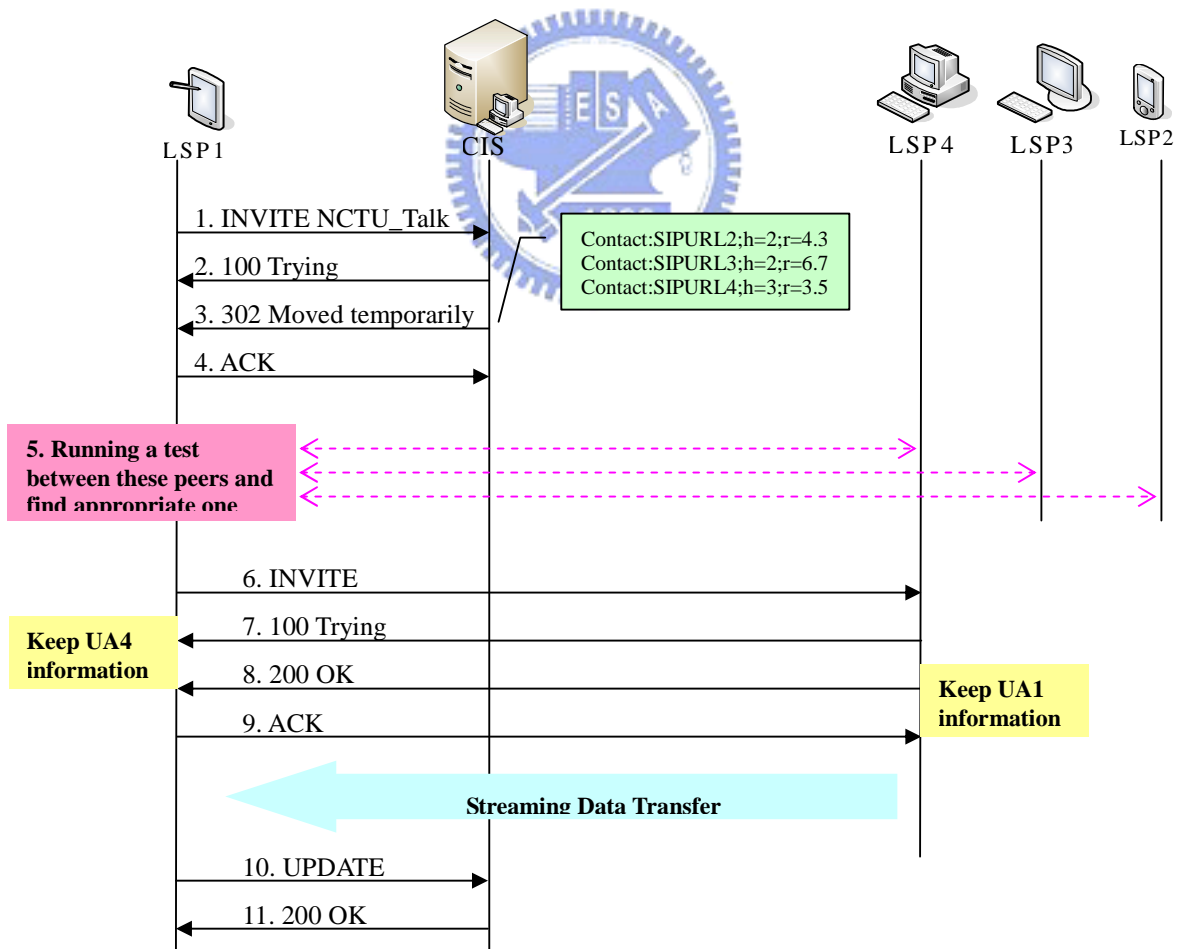 LSP1
CIS
LSP4
LSP3
LSP2
E S A
1. INVITE NCTU_Talk
2. 100 Trying
3. 302 Moved temporarily
4. ACK
Contact:SIPURL2;h=2;r=4.3
Contact:SIPURL3;h=2;r=6.7
Contact:SIPURL4;h=3;r=3.5
5. Running a test
between these peers and
find appropriate one
6. INVITE
7. 100 Trying
8. 200 OK
9. ACK
Keep UA4
information
Keep UA1
information
Streaming Data Transfer
10. UPDATE
11. 200 OK